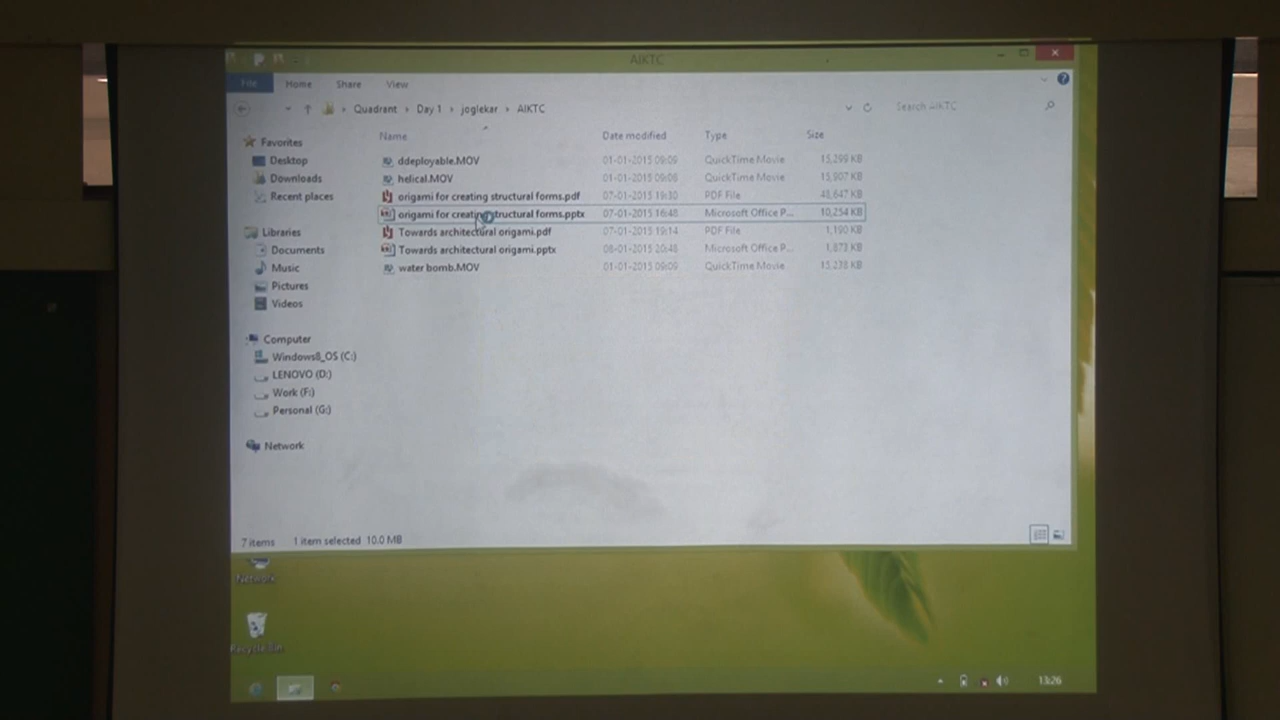 AIKTC
File Home Share View
Quadrant Day 1 joglekar AIKTC Search AIKTC
Name Date modified Type Size
Favorites
Desktop
Downloads
Recent places
Libraries
Documents
Music
Pictures
Videos
Computer
Windows8_OS (C:)
LENOVO (D:)
Work (F:)
Personal (G:)
Network
ddeployable.MOV 01-01-2015 09:09 QuickTime Movie 15,299 KB
helical.MOV 01-01-2015 09:08 QuickTime Movie 15,907 KB
origami for creating structural forms.pdf 07-01-2015 19:10 PDF File 43,647 KB
origami for creating structural forms.pptx 07-01-2015 16:48 Microsoft Office P... 10,254 KB
Towards architectural origami.pdf 07-01-2015 19:14 PDF File 1,190 KB
Towards architectural origami.pptx 08-01-2015 20:48 Microsoft Office P... 1,873 KB
water bomb.MOV 01-01-2015 09:09 QuickTime Movie 15,238 KB
7 items 1 item selected 10.0 MB
Network
Recycle Bin
13:26